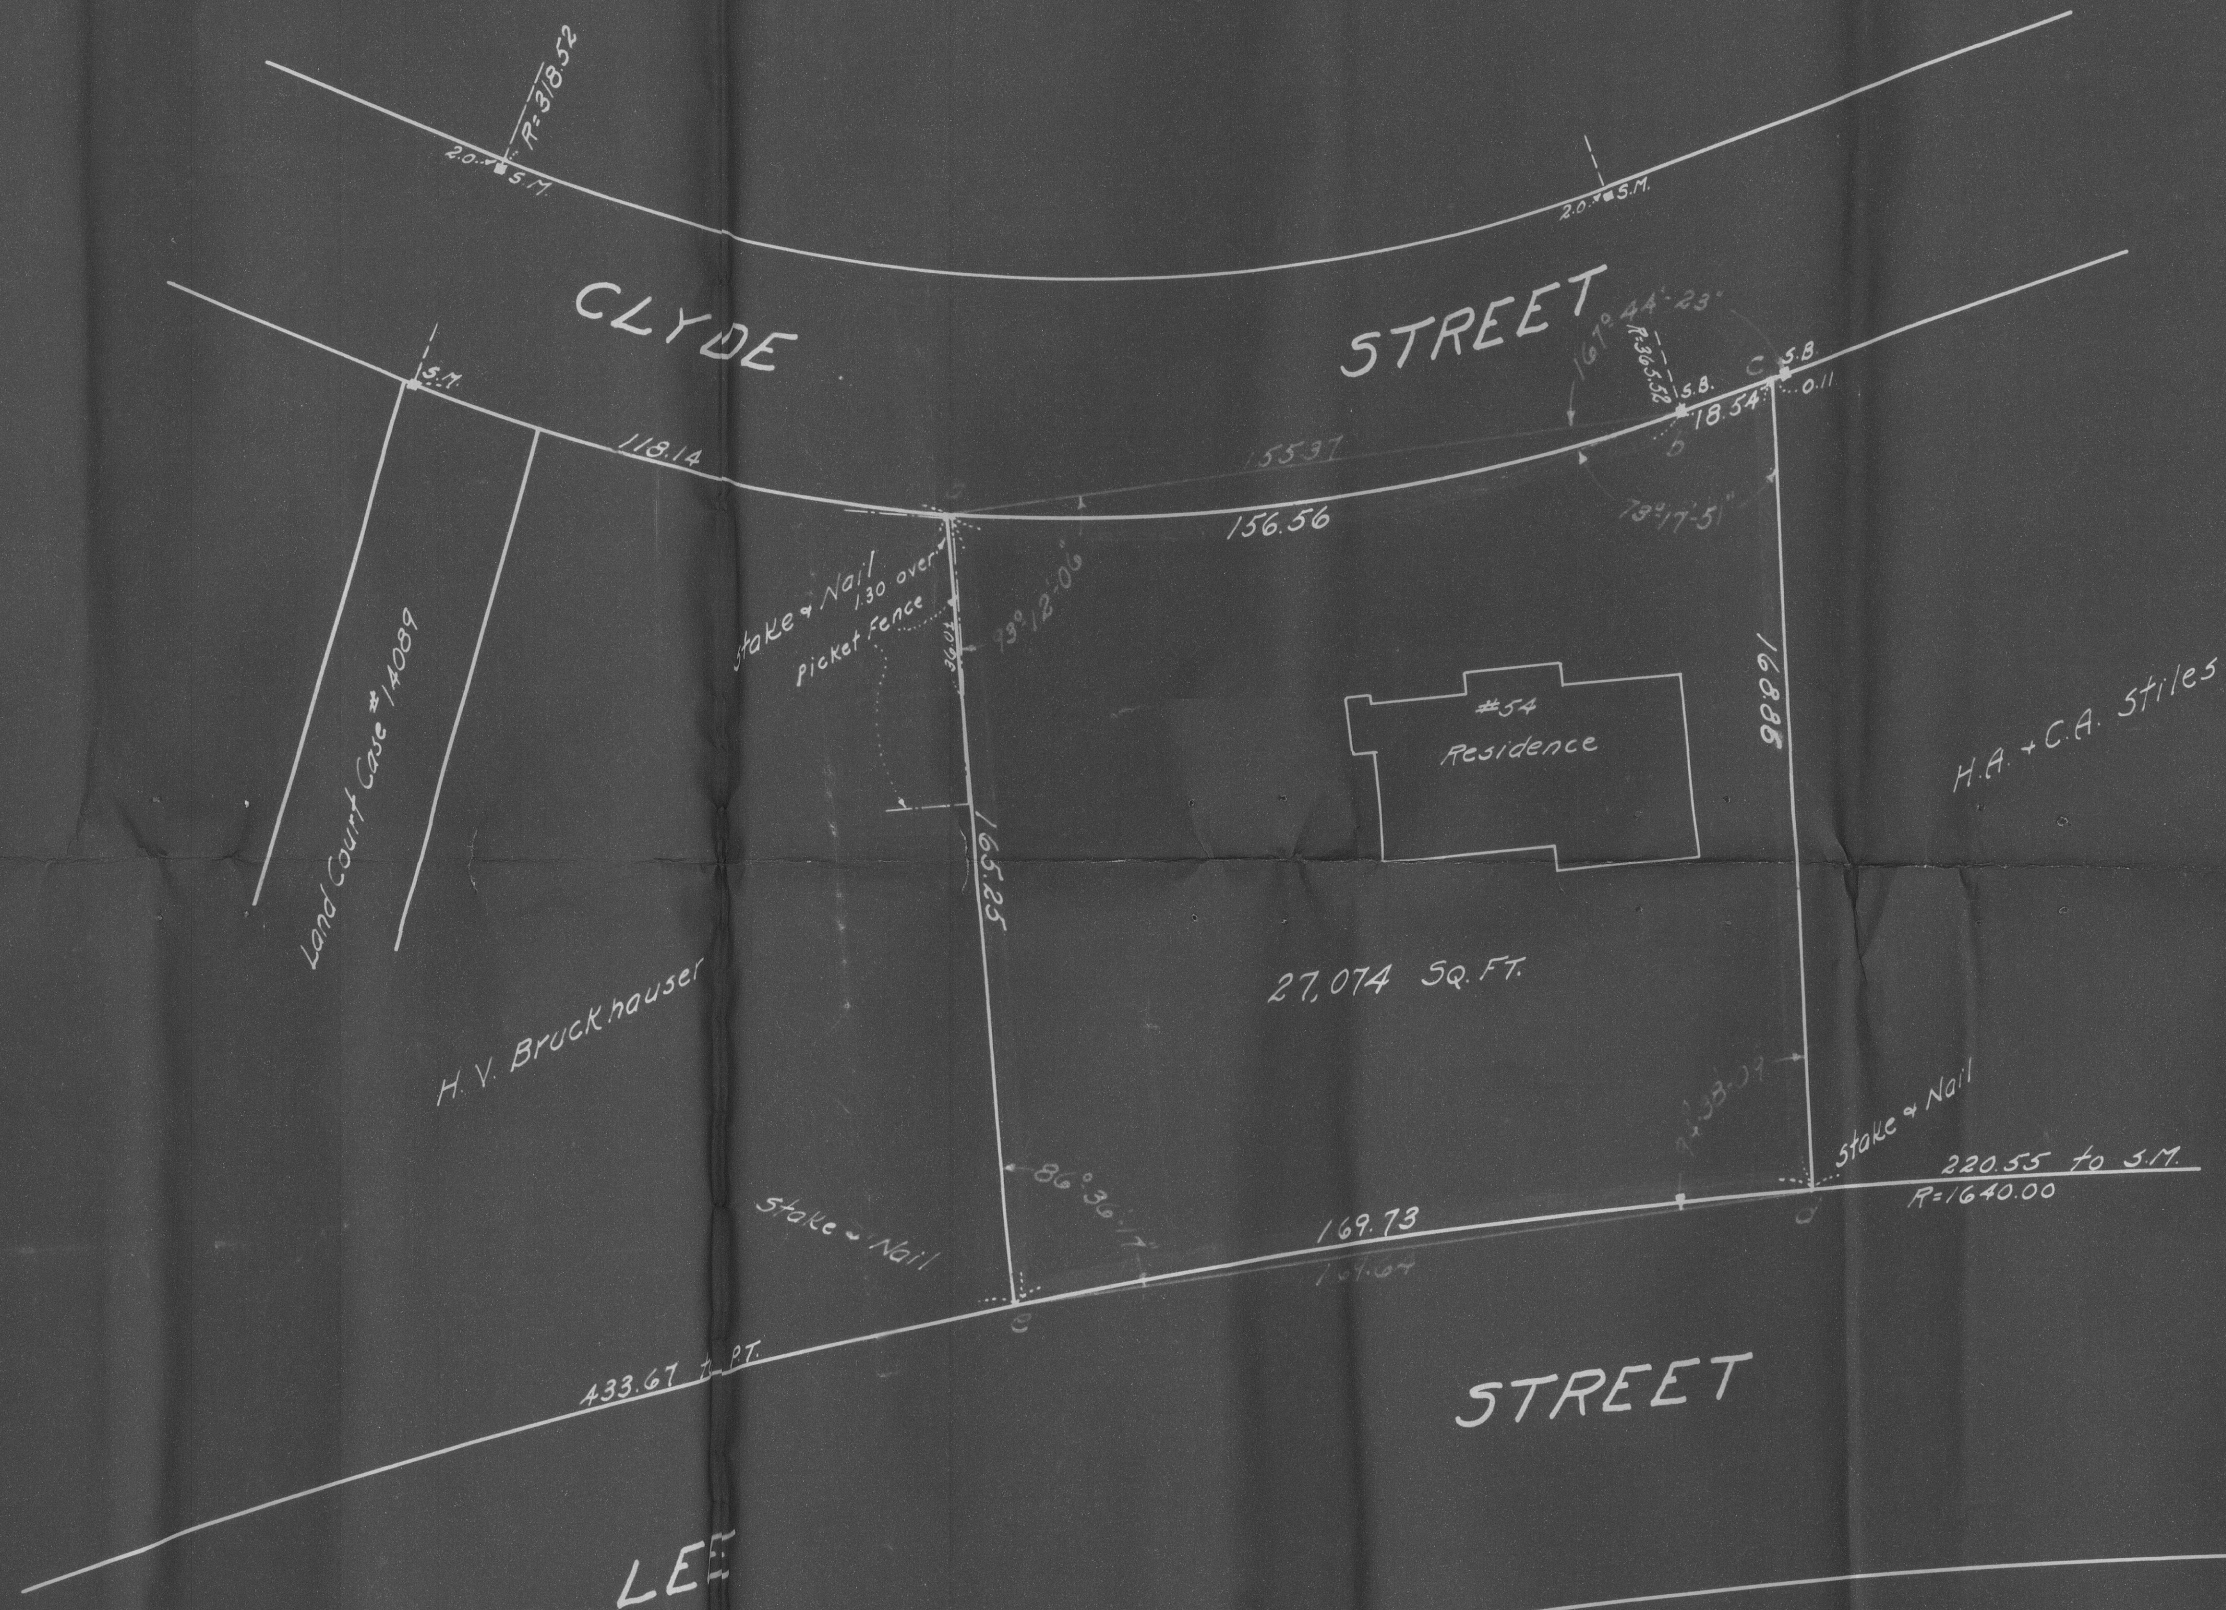 R=318.52
2.0
S.M.
2.0
S.M.
CLYDE STREET
167°-44'-23"
R=365.52
S.B.
C
S.B.
0.11
18.54
b
S.M.
118.14
155.37
156.56
73°-17'-51"
Stake & Nail
1.30 over
Picket Fence
93°-12'-06"
Land Court Case #14089
#54
Residence
168.86
H.A. + C.A. Stiles
165.25
27,074 SQ. FT.
H. V. Bruckhauser
Stake & Nail
220.55 to S.M.
R=1640.00
d
86°-36'-17"
Stake & Nail
169.73
169.64
e
433.67 to P.T.
LEE STREET